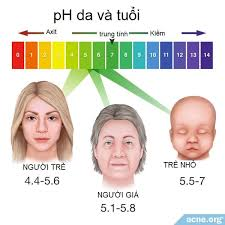 pH da và tuổi
Axit trung tính Kiềm
0 1 2 3 4 5 6 7 8 9 10 11 12 13 14
NGƯỜI TRẺ
4.4-5.6
NGƯỜI GIÀ
5.1-5.8
TRẺ NHỎ
5.5-7
acne.org